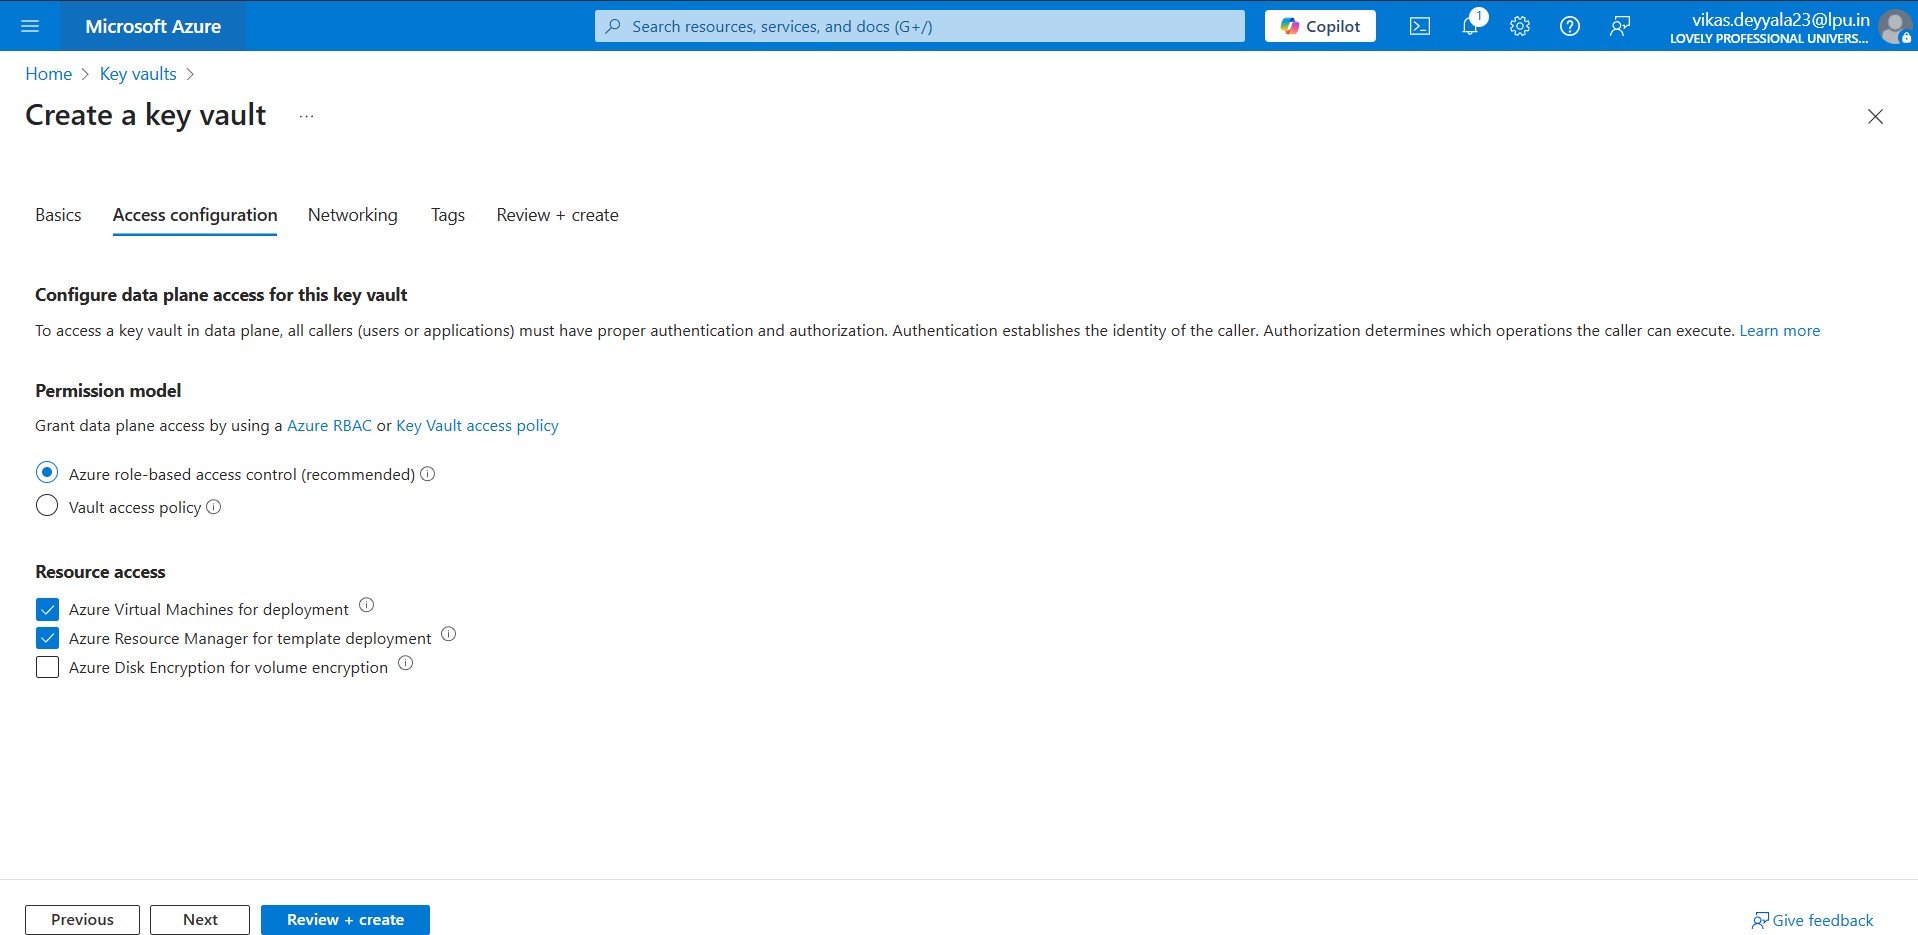 Microsoft Azure
Search resources, services, and docs (G+/)
Copilot
1
vikas.deyyala23@lpu.in
LOVELY PROFESSIONAL UNIVERS...
Home > Key vaults >
Create a key vault ...
Basics Access configuration Networking Tags Review + create
Configure data plane access for this key vault
To access a key vault in data plane, all callers (users or applications) must have proper authentication and authorization. Authentication establishes the identity of the caller. Authorization determines which operations the caller can execute. Learn more
Permission model
Grant data plane access by using a Azure RBAC or Key Vault access policy
Azure role-based access control (recommended)
Vault access policy
Resource access
Azure Virtual Machines for deployment
Azure Resource Manager for template deployment
Azure Disk Encryption for volume encryption
Previous Next Review + create Give feedback